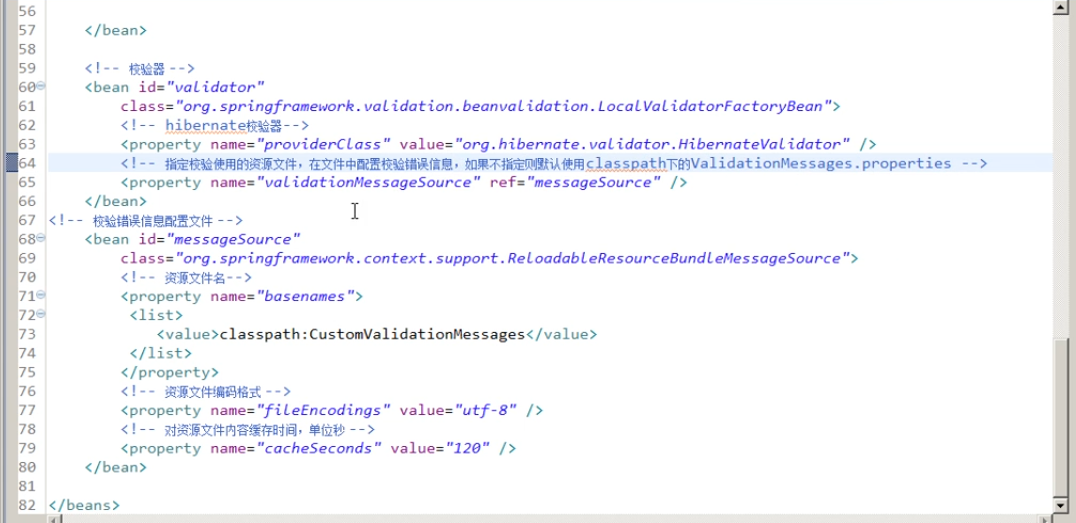 56
57 </bean>
58
59 <!-- 校验器 -->
60 <bean id="validator"
61 class="org.springframework.validation.beanvalidation.LocalValidatorFactoryBean">
62 <!-- hibernate校验器-->
63 <property name="providerClass" value="org.hibernate.validator.HibernateValidator" />
64 <!-- 指定校验使用的资源文件，在文件中配置校验错误信息，如果不指定则默认使用classpath下的ValidationMessages.properties -->
65 <property name="validationMessageSource" ref="messageSource" />
66 </bean>
67 <!-- 校验错误信息配置文件 -->
68 <bean id="messageSource"
69 class="org.springframework.context.support.ReloadableResourceBundleMessageSource">
70 <!-- 资源文件名-->
71 <property name="basenames">
72 <list>
73 <value>classpath:CustomValidationMessages</value>
74 </list>
75 </property>
76 <!-- 资源文件编码格式 -->
77 <property name="fileEncodings" value="utf-8" />
78 <!-- 对资源文件内容缓存时间，单位秒 -->
79 <property name="cacheSeconds" value="120" />
80 </bean>
81
82 </beans>